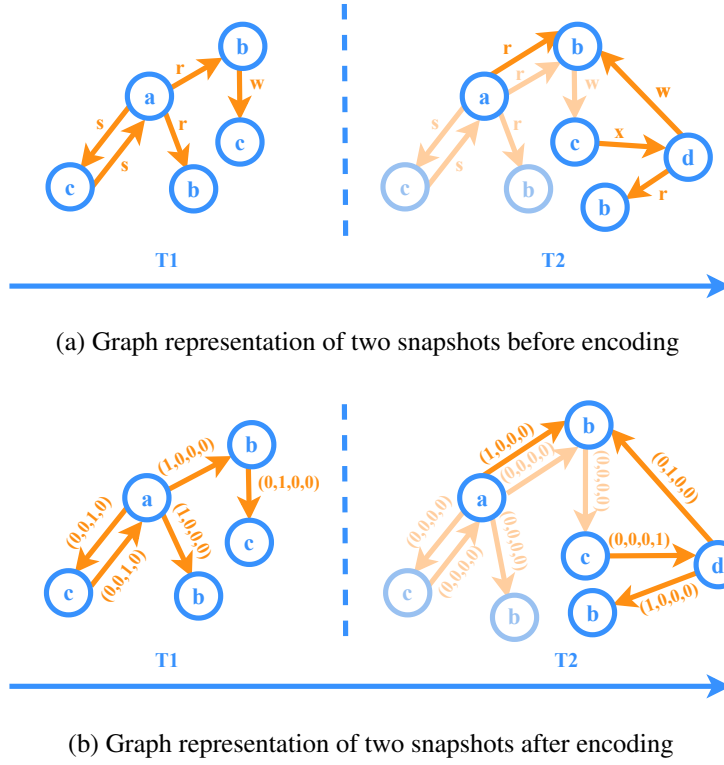 b
r
a
w
s
r
c
s
c
b
T1
r
b
r
a
w
w
s
r
c
x
d
c
s
b
b
r
T2
(a) Graph representation of two snapshots before encoding
b
(1,0,0,0)
a
(0,1,0,0)
(0,0,1,0)
(1,0,0,0)
c
(0,0,1,0)
c
b
T1
b
(1,0,0,0)
(0,0,0,0)
a
(0,0,0,0)
(0,1,0,0)
(0,0,0,0)
(0,0,0,0)
c
(0,0,0,1)
d
(0,0,0,0)
c
b
b
(1,0,0,0)
T2
(b) Graph representation of two snapshots after encoding